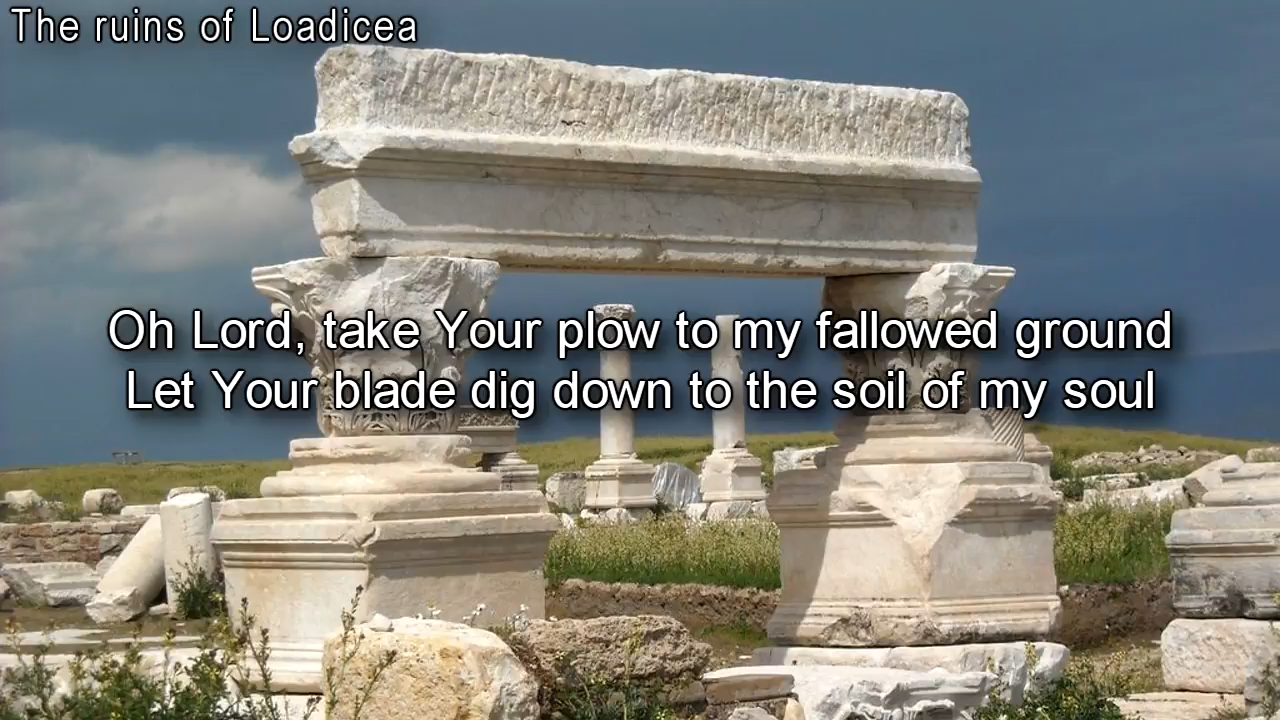 The ruins of Loadicea
Oh Lord, take Your plow to my fallowed ground
Let Your blade dig down to the soil of my soul